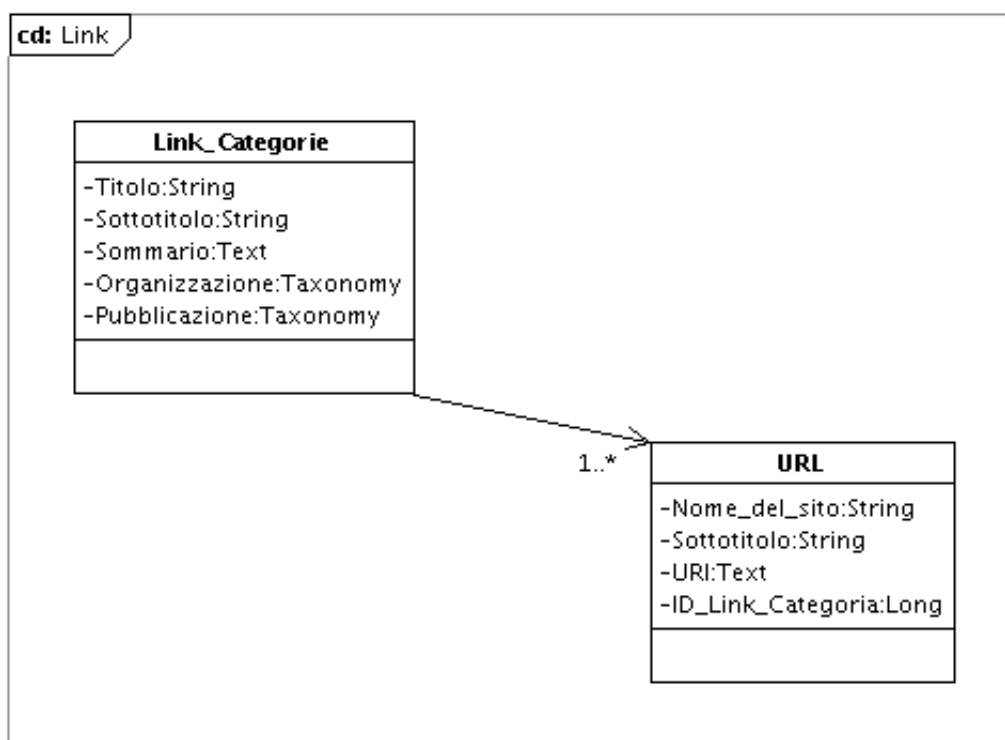 cd: Link
Link_Categorie
-Titolo:String
-Sottotitolo:String
-Sommario:Text
-Organizzazione:Taxonomy
-Pubblicazione:Taxonomy
1..*
URL
-Nome_del_sito:String
-Sottotitolo:String
-URI:Text
-ID_Link_Categoria:Long